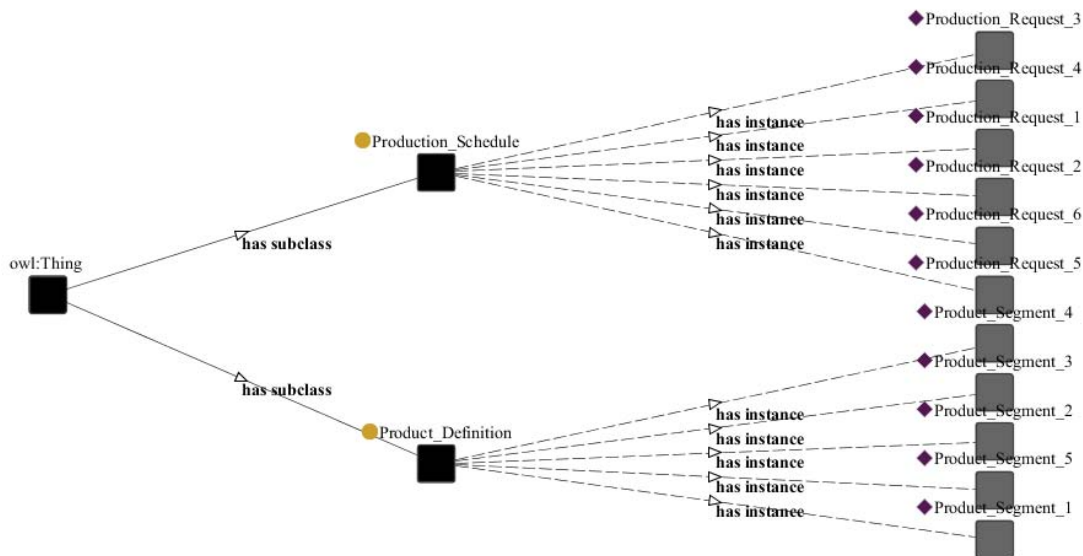 Production_Request_3
Production_Request_4
has instance
Production_Request_1
Production_Schedule
has instance
has instance
Production_Request_2
has instance
has instance
Production_Request_6
has subclass
has instance
owl:Thing
Production_Request_5
Product_Segment_4
Product_Segment_3
has subclass
Product_Segment_2
has instance
Product_Definition
has instance
has instance
Product_Segment_5
has instance
Product_Segment_1
has instance